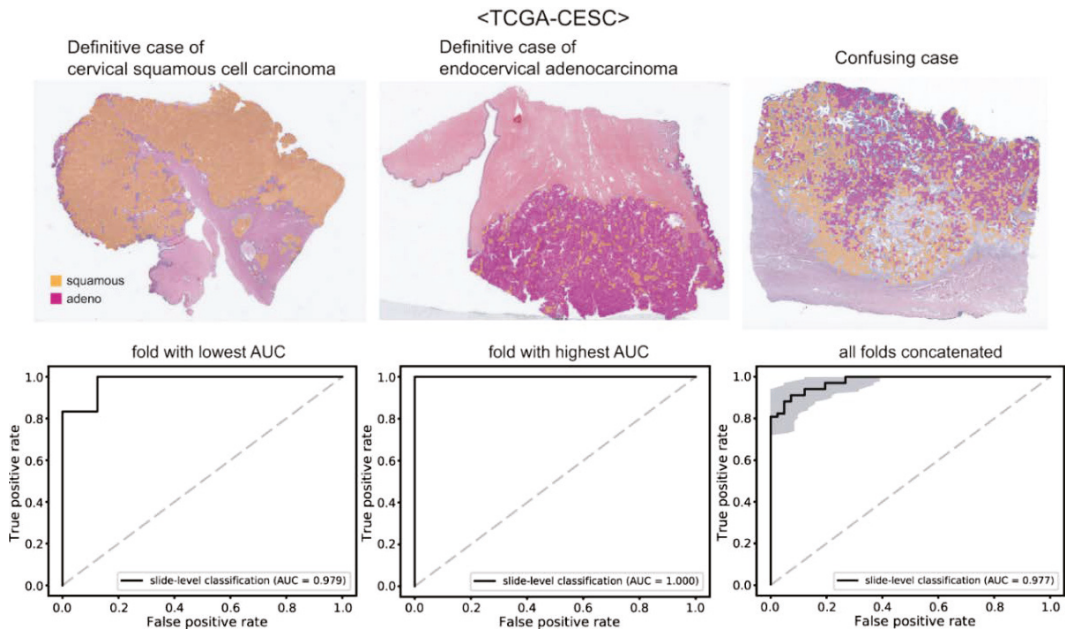 <TCGA-CESC>
Definitive case of
cervical squamous cell carcinoma
Definitive case of
endocervical adenocarcinoma
Confusing case
squamous
adeno
fold with lowest AUC
True positive rate
1.0
0.8
0.6
0.4
0.2
0.0
slide-level classification (AUC = 0.979)
0.0 0.2 0.4 0.6 0.8 1.0
False positive rate
fold with highest AUC
True positive rate
1.0
0.8
0.6
0.4
0.2
0.0
slide-level classification (AUC = 1.000)
0.0 0.2 0.4 0.6 0.8 1.0
False positive rate
all folds concatenated
True positive rate
1.0
0.8
0.6
0.4
0.2
0.0
slide-level classification (AUC = 0.977)
0.0 0.2 0.4 0.6 0.8 1.0
False positive rate